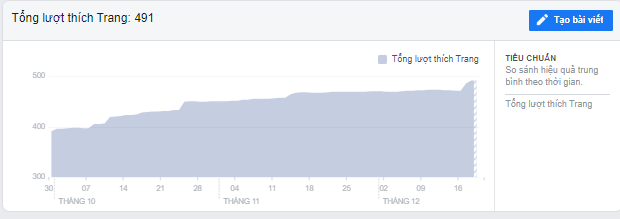 Tổng lượt thích Trang: 491
Tạo bài viết
Tổng lượt thích Trang
500
400
300
30 07 14 21 28 04 11 18 25 02 09 16
THÁNG 10 THÁNG 11 THÁNG 12
TIÊU CHUẨN
So sánh hiệu quả trung
bình theo thời gian.
Tổng lượt thích Trang